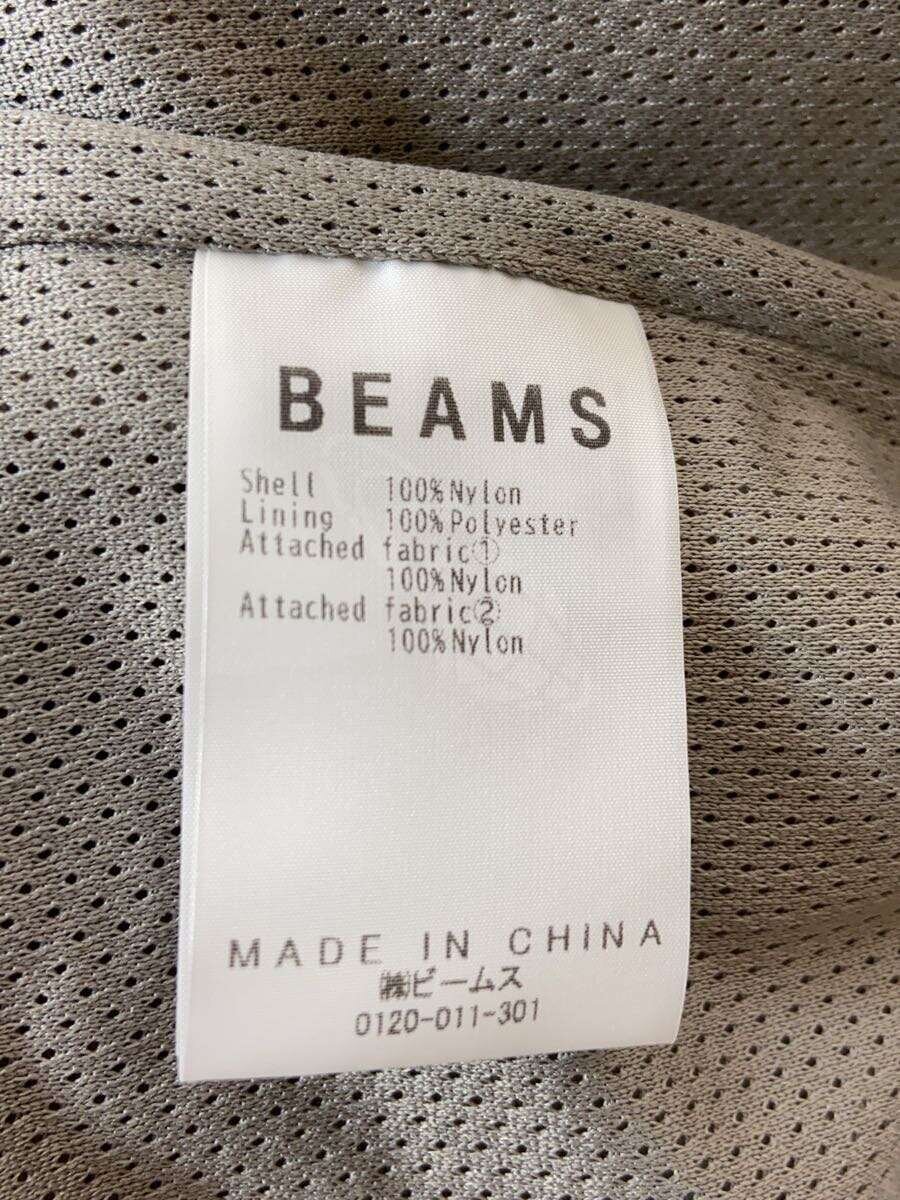 BEAMS
Shell 100%Nylon
Lining 100%Polyester
Attached fabric①
100%Nylon
Attached fabric②
100%Nylon
MADE IN CHINA
㈱ビームス
0120-011-301